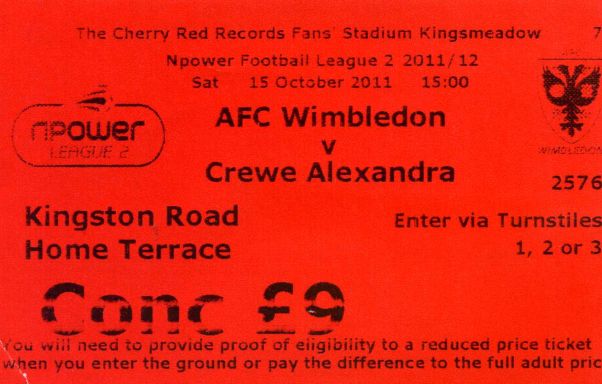 The Cherry Red Records Fans' Stadium Kingsmeadow 7
Npower Football League 2 2011/12
Sat 15 October 2011 15:00
npower
LEAGUE 2
AFC Wimbledon
v
Crewe Alexandra
WIMBLEDON
2576
Kingston Road
Home Terrace
Enter via Turnstiles
1, 2 or 3
Conc £9
You will need to provide proof of eligibility to a reduced price ticket
when you enter the ground or pay the difference to the full adult pric